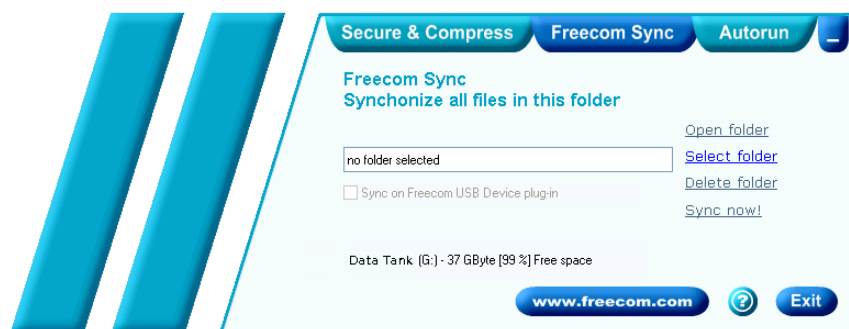 Secure & Compress Freecom Sync Autorun _
Freecom Sync
Synchonize all files in this folder
Open folder
no folder selected Select folder
Sync on Freecom USB Device plug-in Delete folder
Sync now!
Data Tank (G:) - 37 GByte [99 %] Free space
www.freecom.com ? Exit